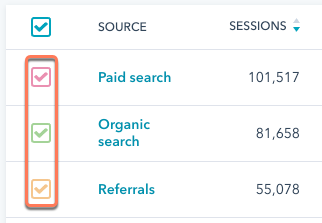 SOURCE SESSIONS
Paid search 101,517
Organic
search 81,658
Referrals 55,078